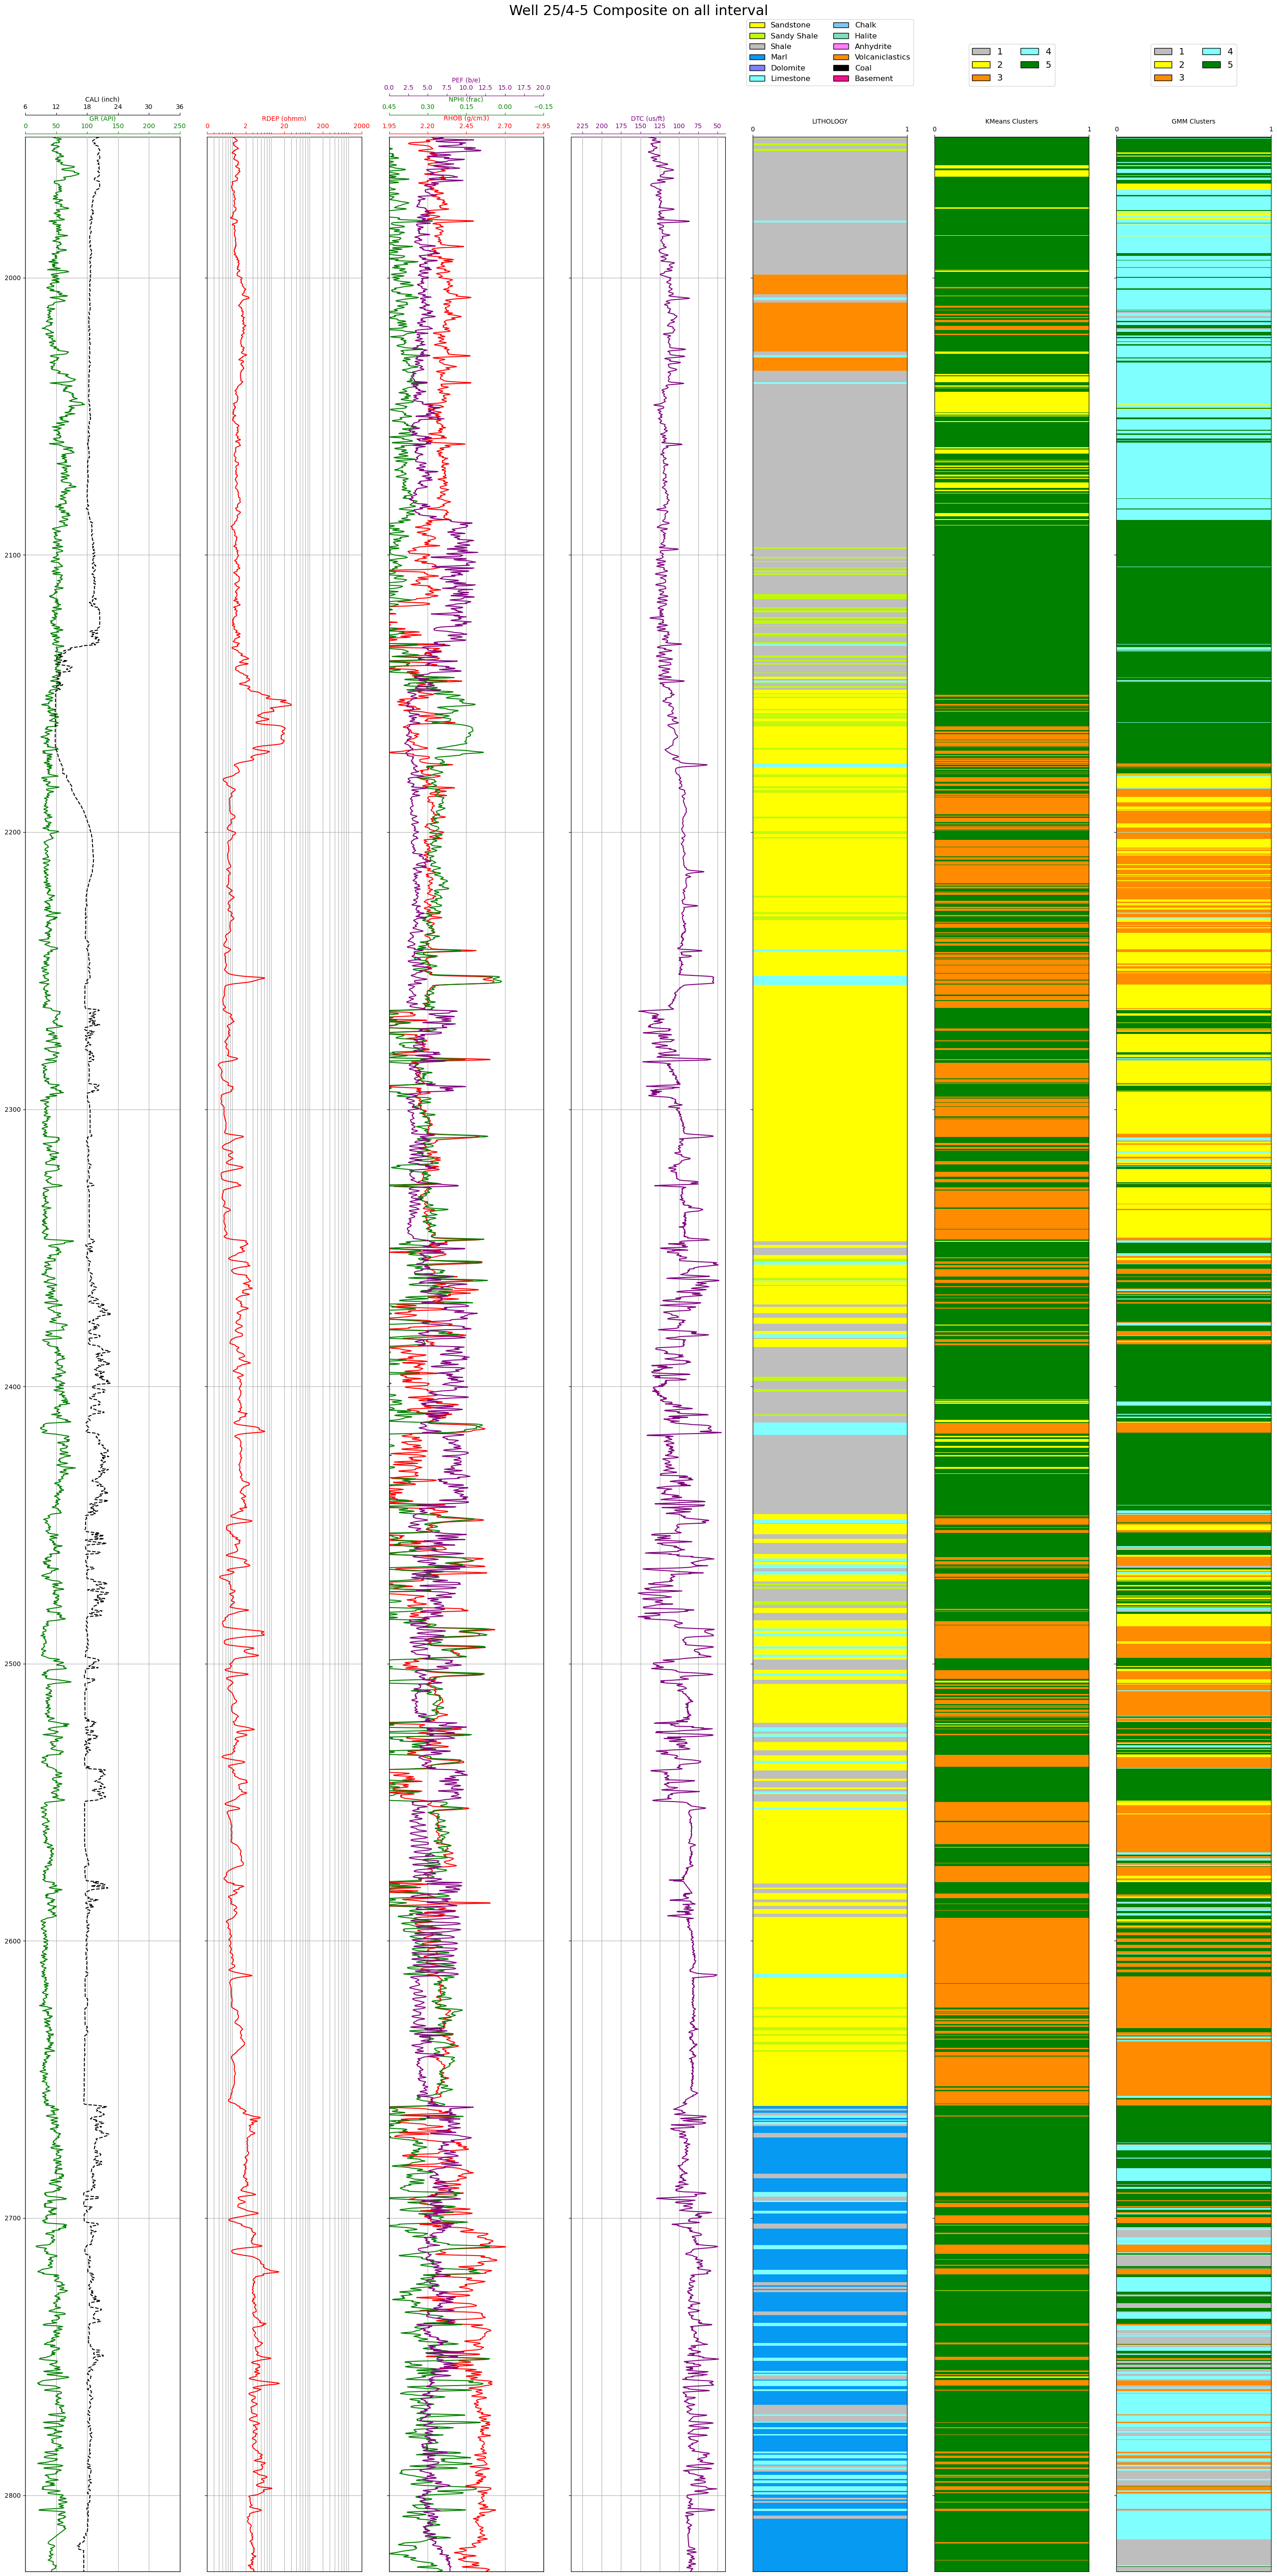 Well 25/4-5 Composite on all interval
Sandstone Chalk
Sandy Shale Halite
Shale Anhydrite
Marl Volcaniclastics
Dolomite Coal
Limestone Basement
1 4
2 5
3
1 4
2 5
3
PEF (b/e)
0.0 2.5 5.0 7.5 10.0 12.5 15.0 17.5 20.0
CALI (inch)
6 12 18 24 30 36
NPHI (frac)
0.45 0.30 0.15 0.00 −0.15
GR (API)
0 50 100 150 200 250
RDEP (ohmm)
0 2 20 200 2000
RHOB (g/cm3)
1.95 2.20 2.45 2.70 2.95
DTC (us/ft)
225 200 175 150 125 100 75 50
LITHOLOGY
0 1
KMeans Clusters
0 1
GMM Clusters
0 1
2000
2100
2200
2300
2400
2500
2600
2700
2800